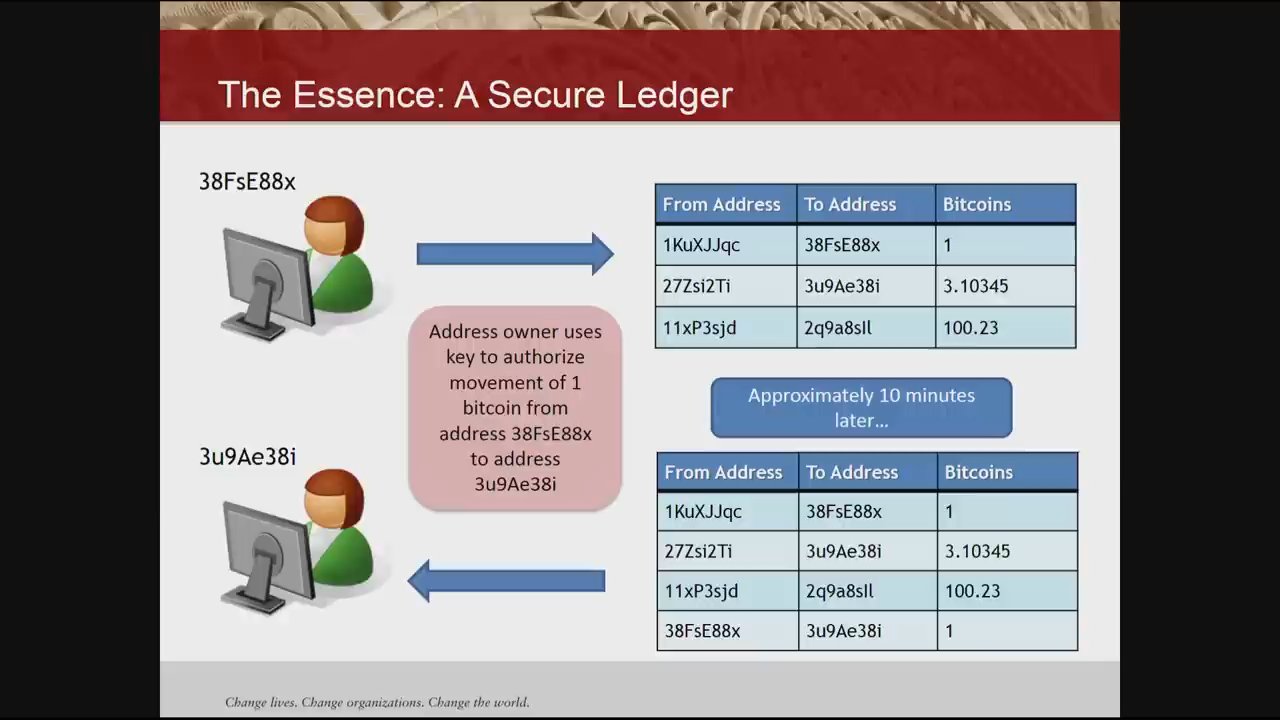 The Essence: A Secure Ledger
38FsE88x
From Address To Address Bitcoins
1KuXJJqc 38FsE88x 1
27Zsi2Ti 3u9Ae38i 3.10345
11xP3sjd 2q9a8sIl 100.23
Address owner uses
key to authorize
movement of 1
bitcoin from
address 38FsE88x
to address
3u9Ae38i
Approximately 10 minutes
later…
3u9Ae38i
From Address To Address Bitcoins
1KuXJJqc 38FsE88x 1
27Zsi2Ti 3u9Ae38i 3.10345
11xP3sjd 2q9a8sIl 100.23
38FsE88x 3u9Ae38i 1
Change lives. Change organizations. Change the world.